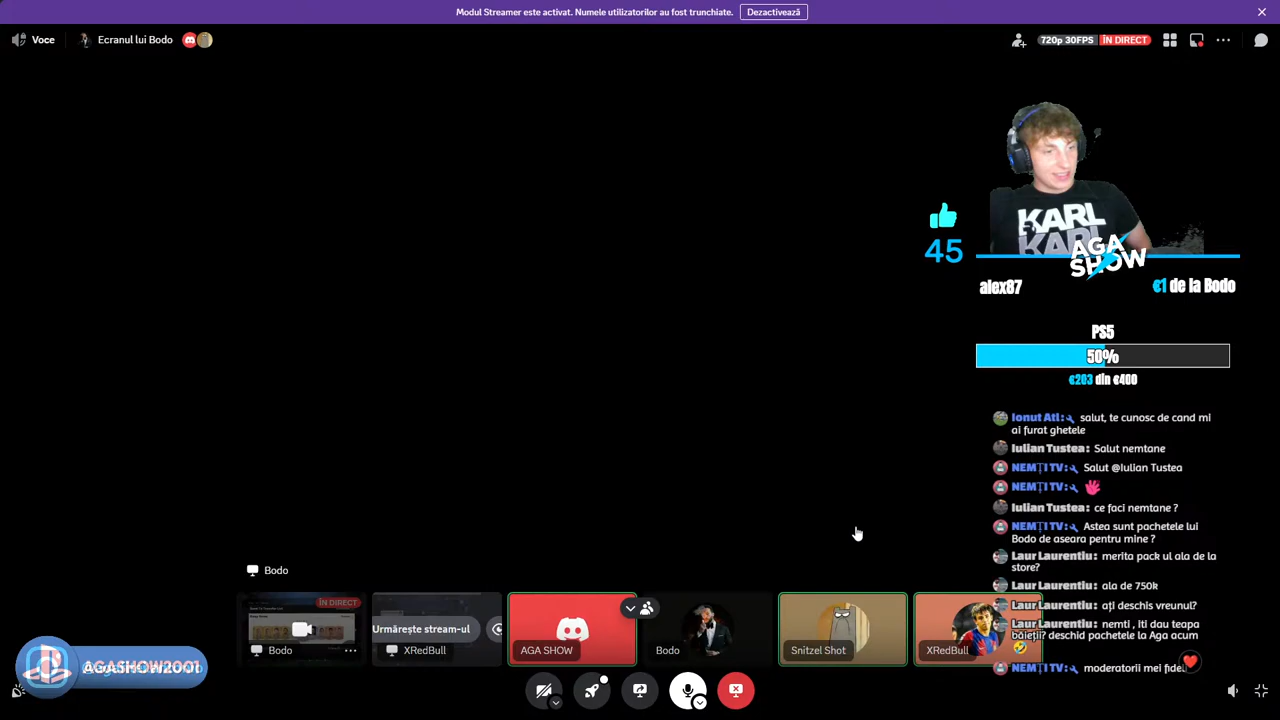 Modul Streamer este activat. Numele utilizatorilor au fost trunchiate.
Dezactivează
Voce
Ecranul lui Bodo
720p 30FPS
ÎN DIRECT
KARL
KARL
AGA
SHOW
45
alex87
€1 de la Bodo
PS5
50%
€203 din €400
Ionut Atl: salut, te cunosc de cand mi
ai furat ghetele
Iulian Tustea: Salut nemtane
NEMȚI TV: Salut @Iulian Tustea
NEMȚI TV:
Iulian Tustea: ce faci nemtane ?
NEMȚI TV: Astea sunt pachetele lui
Bodo de aseara pentru mine ?
Laur Laurentiu: merita pack ul ala de la
store?
Laur Laurentiu: ala de 750k
Laur Laurentiu: ați deschis vreunul?
Laur Laurentiu: nemti , Iti dau teapa
băieții? deschid pachetele la Aga acum
NEMȚI TV: moderatorii mei fideli
Bodo
ÎN DIRECT
Bodo
Urmărește stream-ul
XRedBull
AGA SHOW
Bodo
Snitzel Shot
XRedBull
AGASHOW2001